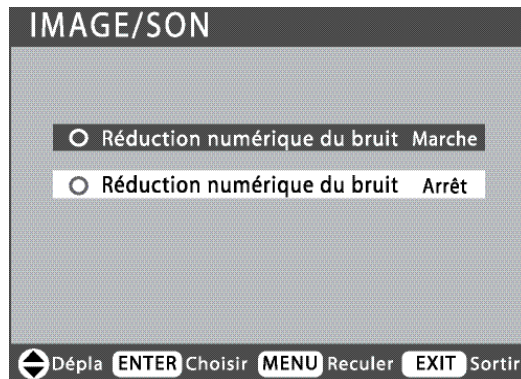 IMAGE/SON
Réduction numérique du bruit Marche
Réduction numérique du bruit Arrêt
Dépla ENTER Choisir MENU Reculer EXIT Sortir